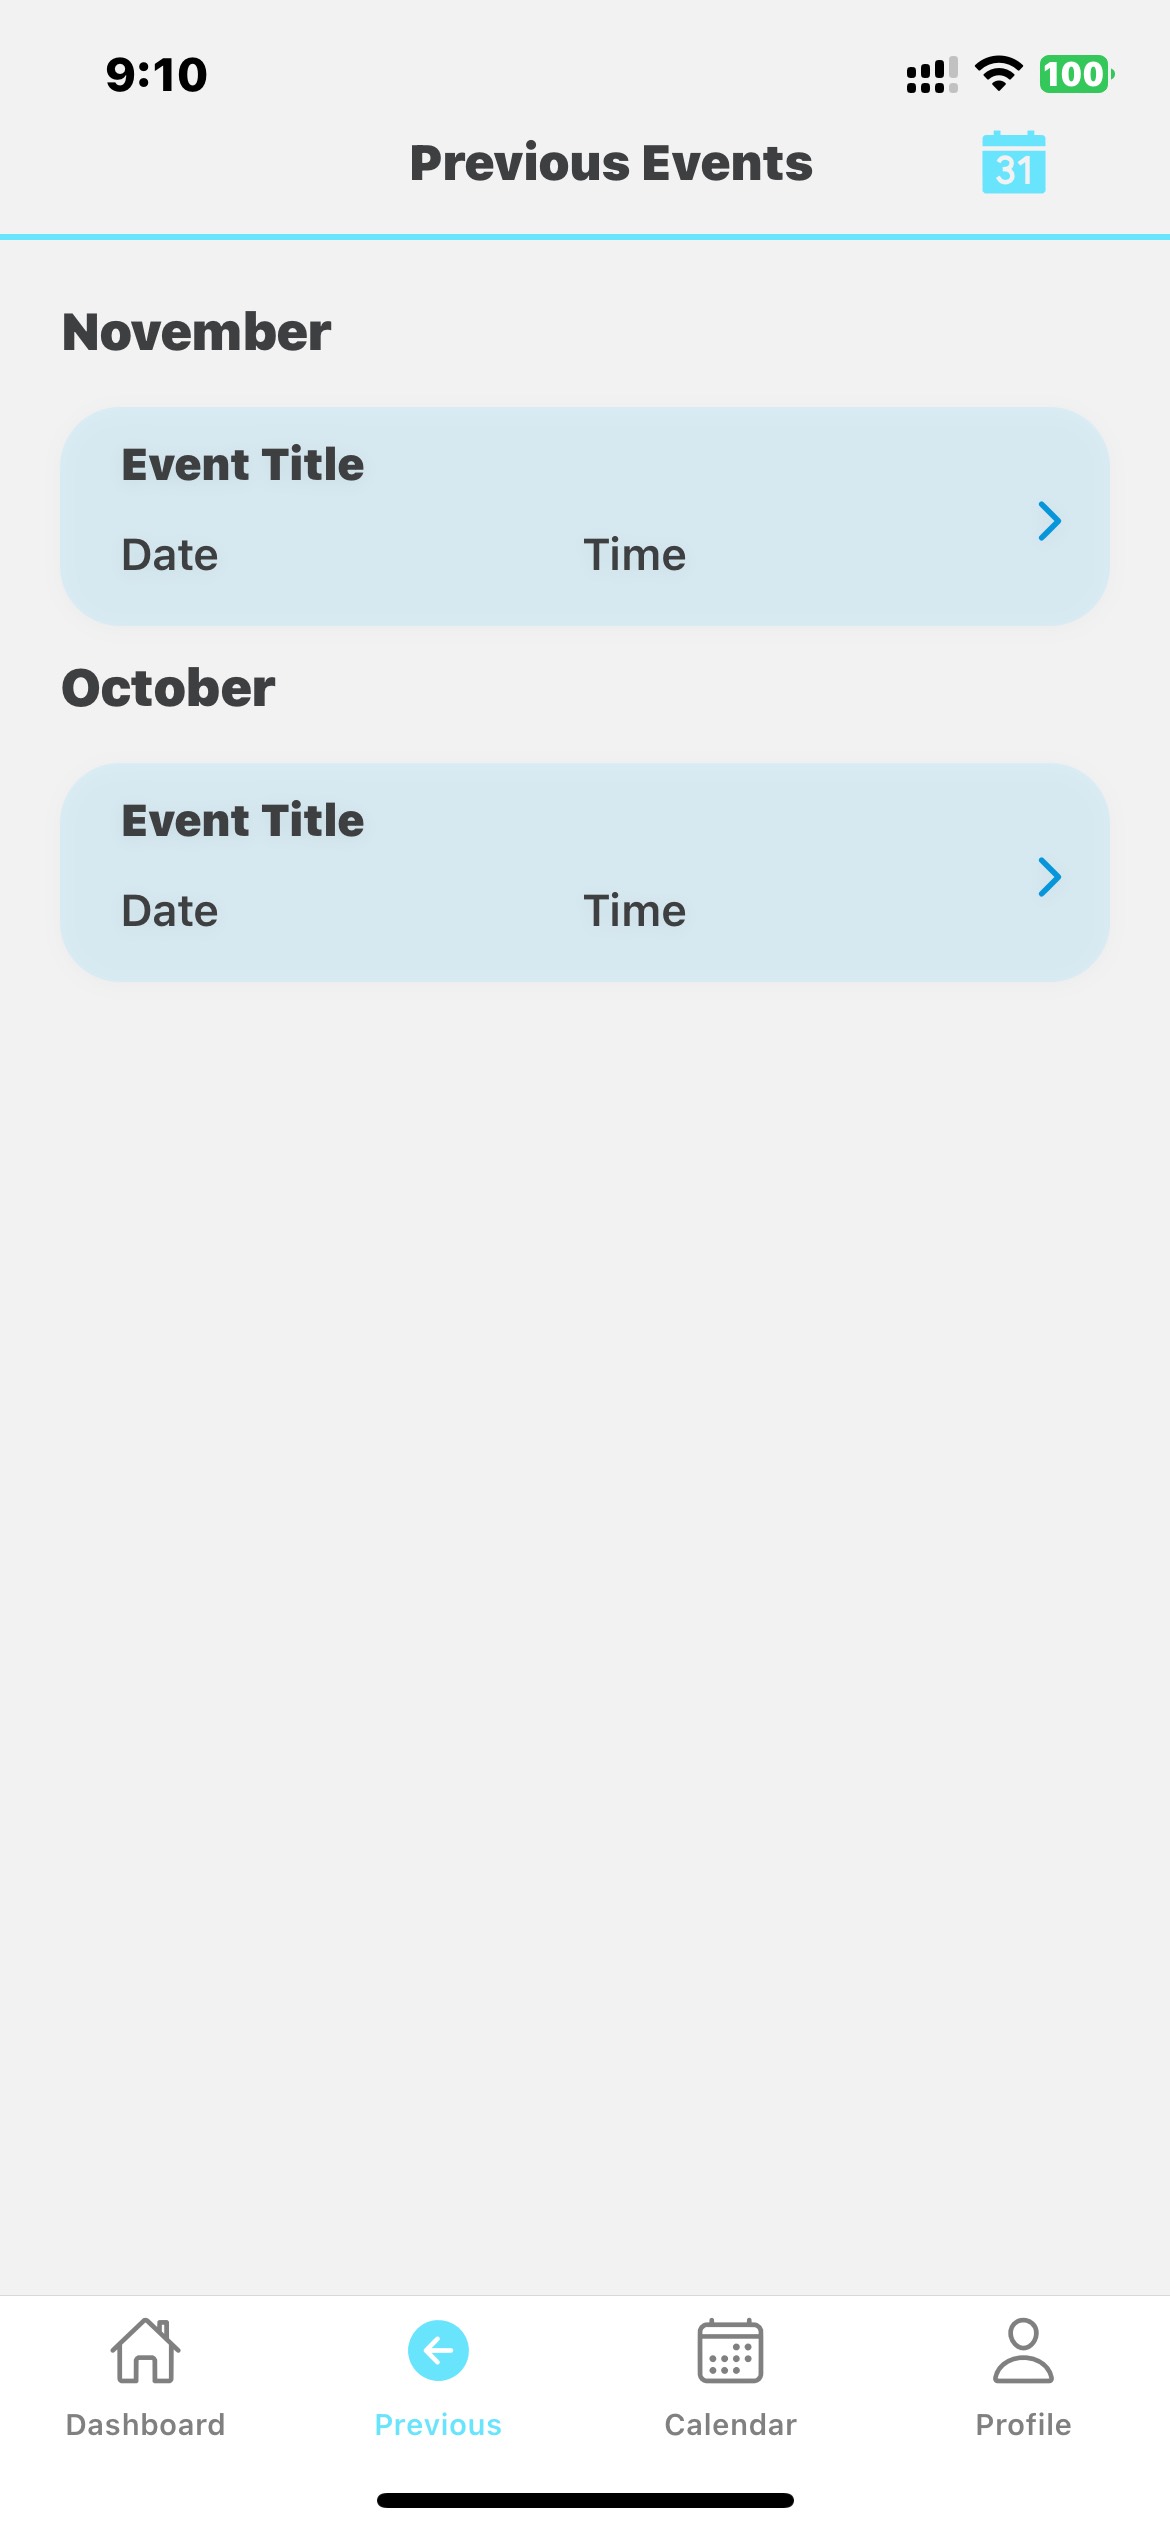 9:10
100
Previous Events
31
November
Event Title
Date Time
October
Event Title
Date Time
Dashboard Previous Calendar Profile